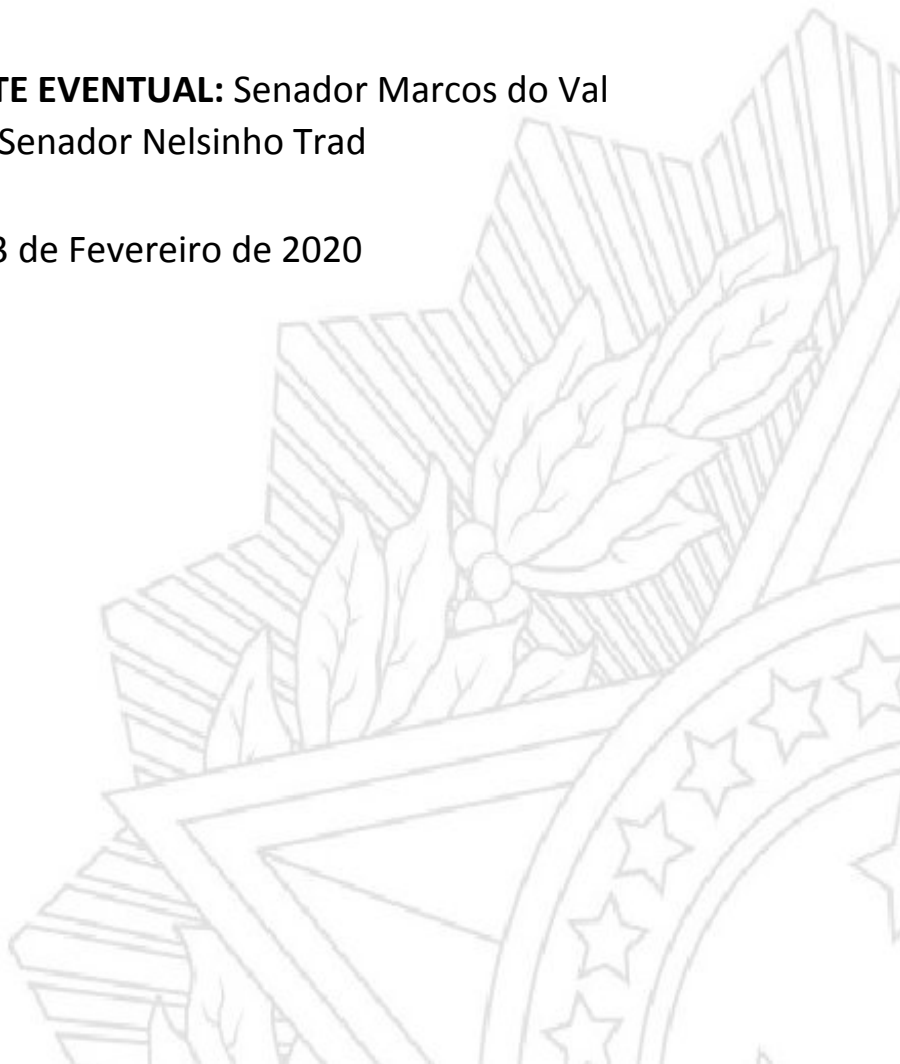 TE EVENTUAL: Senador Marcos do Val
Senador Nelsinho Trad
3 de Fevereiro de 2020